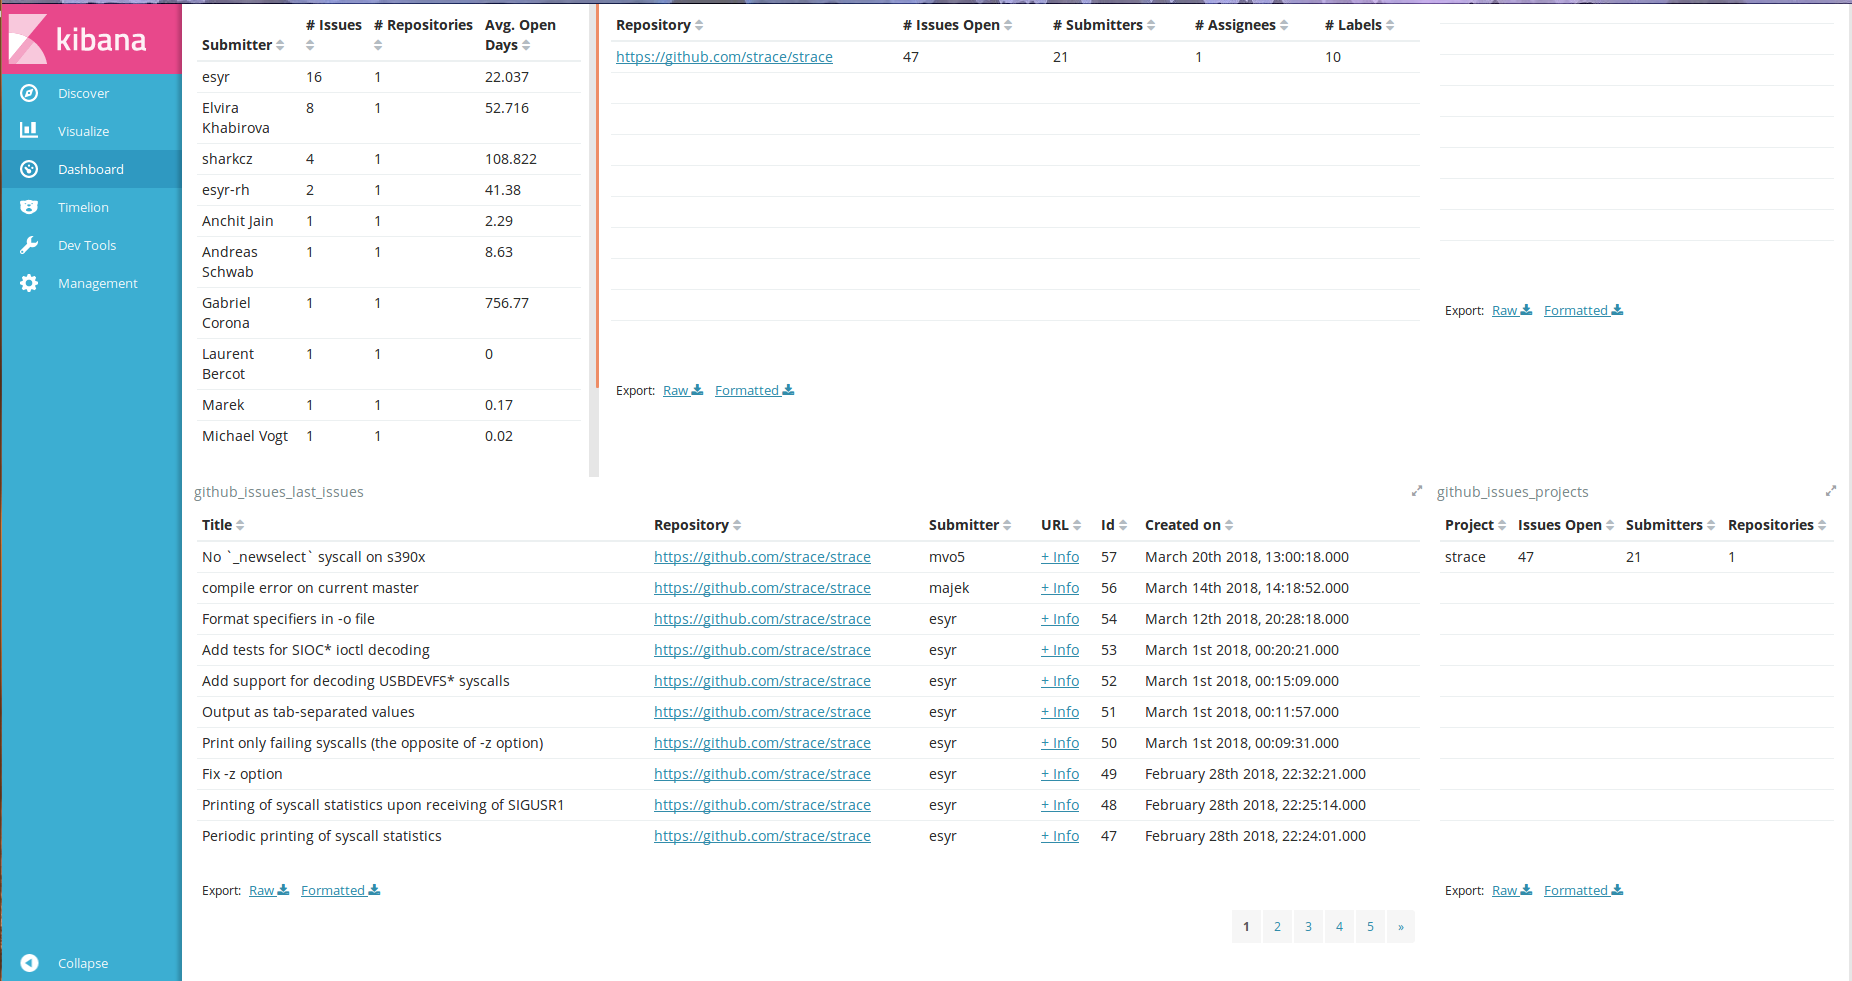 kibana
Discover
Visualize
Dashboard
Timelion
Dev Tools
Management
Collapse
Submitter # Issues # Repositories Avg. Open Days
esyr 16 1 22.037
Elvira Khabirova 8 1 52.716
sharkcz 4 1 108.822
esyr-rh 2 1 41.38
Anchit Jain 1 1 2.29
Andreas Schwab 1 1 8.63
Gabriel Corona 1 1 756.77
Laurent Bercot 1 1 0
Marek 1 1 0.17
Michael Vogt 1 1 0.02
Repository # Issues Open # Submitters # Assignees # Labels
https://github.com/strace/strace 47 21 1 10
Export: Raw Formatted
Export: Raw Formatted
github_issues_last_issues
Title Repository Submitter URL Id Created on
No `_newselect` syscall on s390x https://github.com/strace/strace mvo5 + Info 57 March 20th 2018, 13:00:18.000
compile error on current master https://github.com/strace/strace majek + Info 56 March 14th 2018, 14:18:52.000
Format specifiers in -o file https://github.com/strace/strace esyr + Info 54 March 12th 2018, 20:28:18.000
Add tests for SIOC* ioctl decoding https://github.com/strace/strace esyr + Info 53 March 1st 2018, 00:20:21.000
Add support for decoding USBDEVFS* syscalls https://github.com/strace/strace esyr + Info 52 March 1st 2018, 00:15:09.000
Output as tab-separated values https://github.com/strace/strace esyr + Info 51 March 1st 2018, 00:11:57.000
Print only failing syscalls (the opposite of -z option) https://github.com/strace/strace esyr + Info 50 March 1st 2018, 00:09:31.000
Fix -z option https://github.com/strace/strace esyr + Info 49 February 28th 2018, 22:32:21.000
Printing of syscall statistics upon receiving of SIGUSR1 https://github.com/strace/strace esyr + Info 48 February 28th 2018, 22:25:14.000
Periodic printing of syscall statistics https://github.com/strace/strace esyr + Info 47 February 28th 2018, 22:24:01.000
Export: Raw Formatted
1 2 3 4 5 »
github_issues_projects
Project Issues Open Submitters Repositories
strace 47 21 1
Export: Raw Formatted